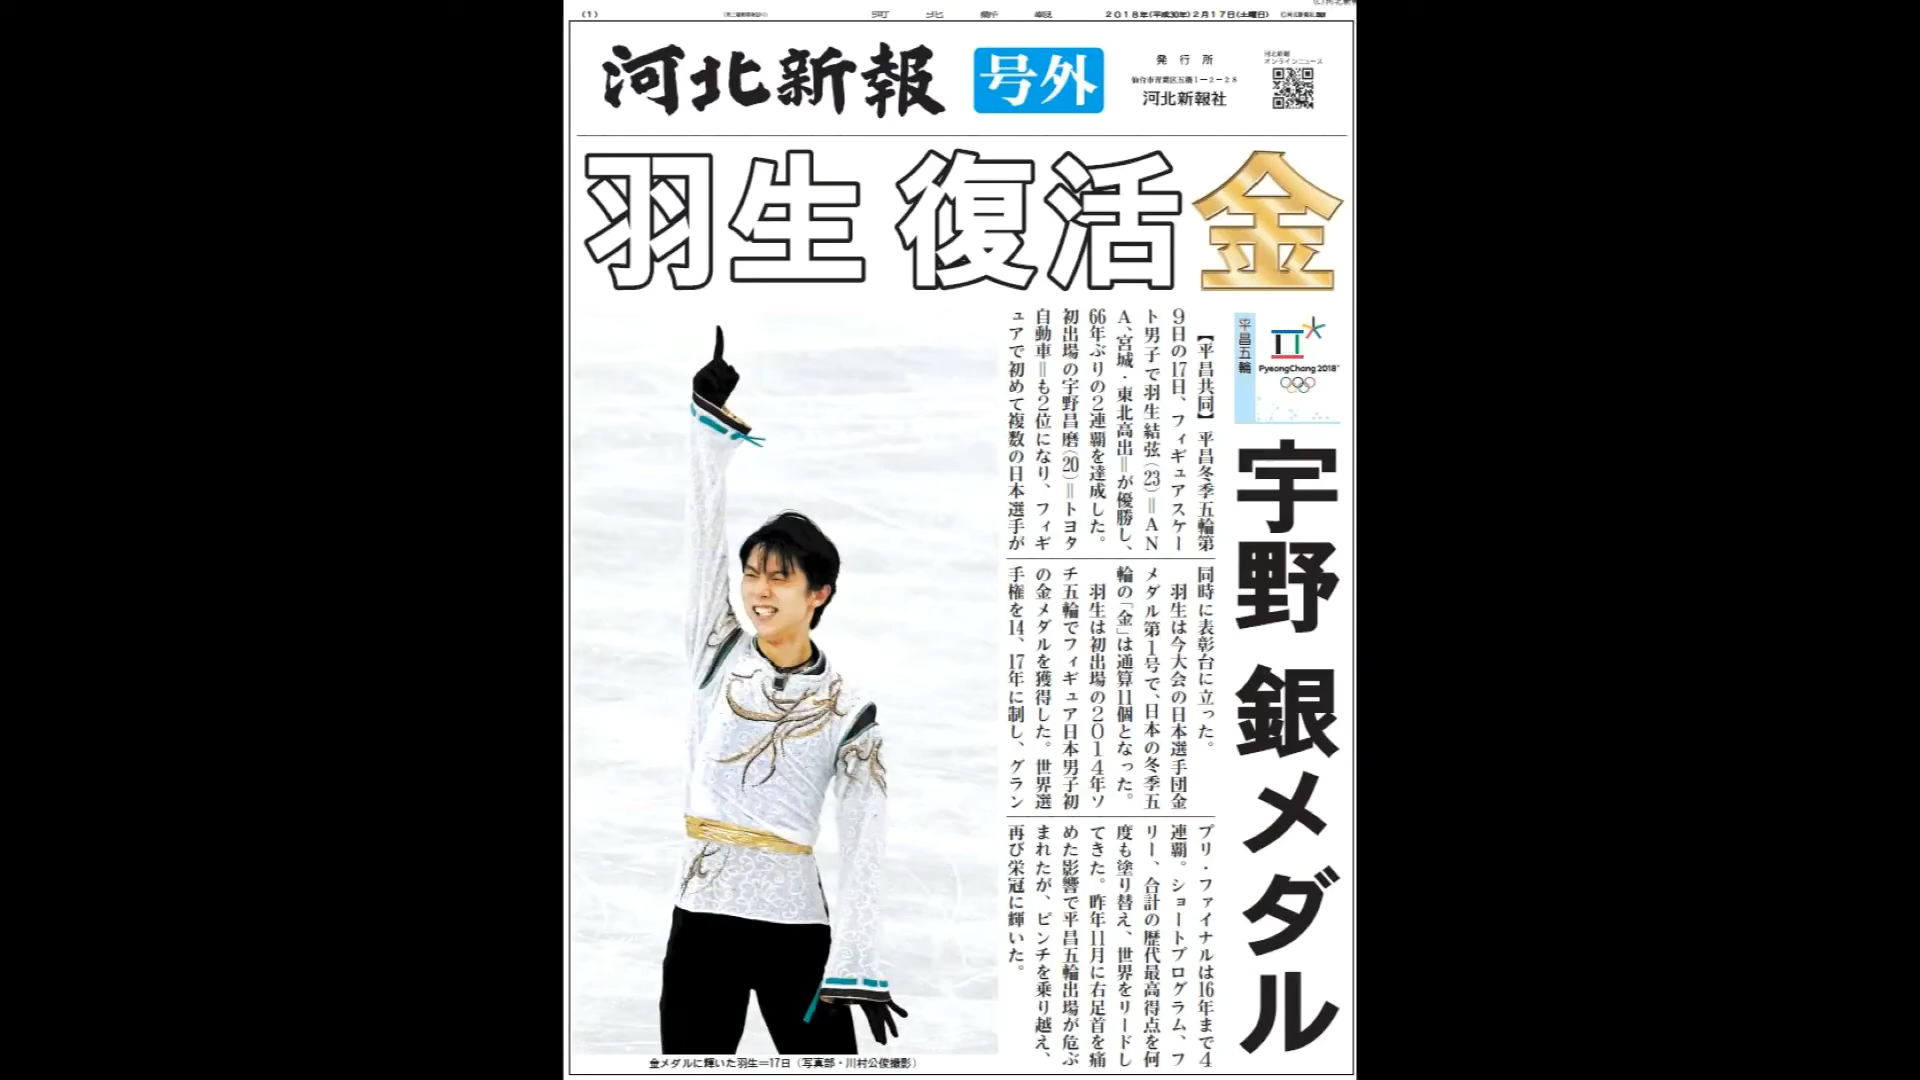 (1)
河北新報
2018年(平成30年)2月17日(土曜日)
河北新報
号外
発行所
仙台市青葉区五橋1-2-28
河北新報社
河北新報
オンラインニュース
羽生 復活 金
平昌五輪
PyeongChang 2018
宇野 銀メダル
【平昌共同】平昌冬季五輪第
9日の17日、フィギュアスケー
ト男子で羽生結弦(23)=AN
A、宮城・東北高出=が優勝し、
66年ぶりの2連覇を達成した。
初出場の宇野昌磨(20)=トヨタ
自動車=も2位になり、フィギ
ュアで初めて複数の日本選手が
同時に表彰台に立った。
羽生は今大会の日本選手団金
メダル第1号で、日本の冬季五
輪の「金」は通算11個となった。
羽生は初出場の2014年ソ
チ五輪でフィギュア日本男子初
の金メダルを獲得した。世界選
手権を14、17年に制し、グラン
プリ・ファイナルは16年まで4
連覇。ショートプログラム、フ
リー、合計の歴代最高得点を何
度も塗り替え、世界をリードし
てきた。昨年11月に右足首を痛
めた影響で平昌五輪出場が危ぶ
まれたが、ピンチを乗り越え、
再び栄冠に輝いた。
金メダルに輝いた羽生=17日(写真部・川村公俊撮影)